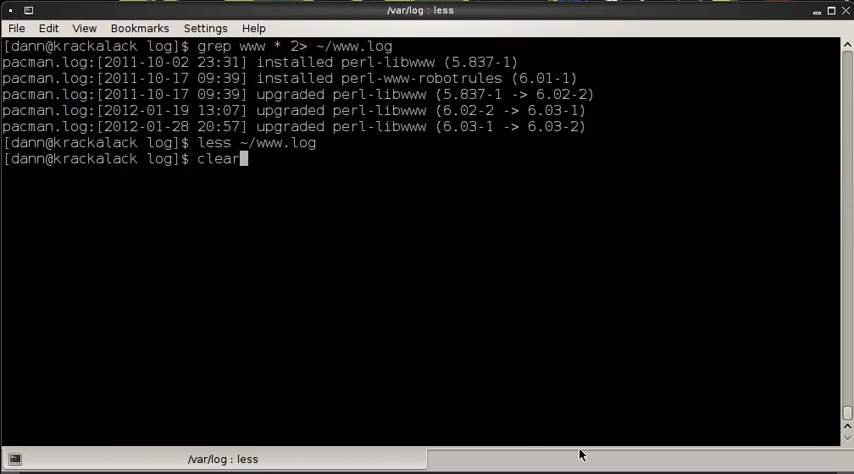 /var/log : less
File Edit View Bookmarks Settings Help
[dann@krackalack log]$ grep www * 2> ~/www.log
pacman.log:[2011-10-02 23:31] installed perl-libwww (5.837-1)
pacman.log:[2011-10-17 09:39] installed perl-www-robotrules (6.01-1)
pacman.log:[2011-10-17 09:39] upgraded perl-libwww (5.837-1 -> 6.02-2)
pacman.log:[2012-01-19 13:07] upgraded perl-libwww (6.02-2 -> 6.03-1)
pacman.log:[2012-01-28 20:57] upgraded perl-libwww (6.03-1 -> 6.03-2)
[dann@krackalack log]$ less ~/www.log
[dann@krackalack log]$ clear
/var/log : less